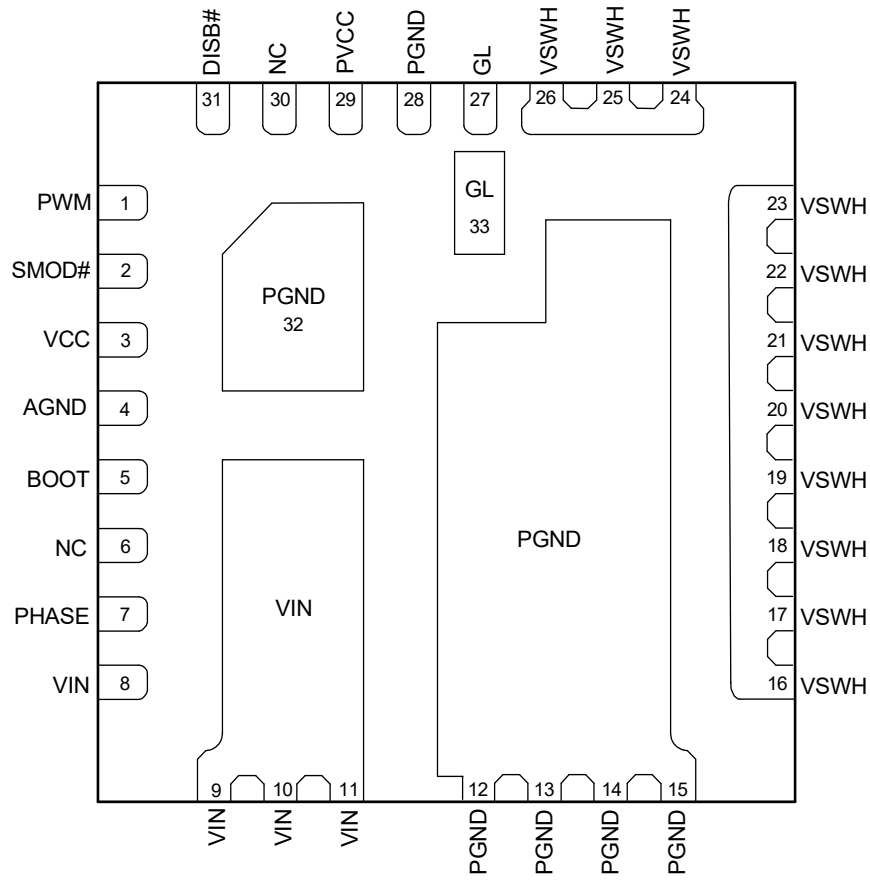 DISB#
NC
PVCC
PGND
GL
VSWH
VSWH
VSWH
31
30
29
28
27
26
25
24
PWM 1
SMOD# 2
VCC 3
AGND 4
BOOT 5
NC 6
PHASE 7
VIN 8
GL
33
PGND
32
VIN
PGND
23 VSWH
22 VSWH
21 VSWH
20 VSWH
19 VSWH
18 VSWH
17 VSWH
16 VSWH
9
10
11
12
13
14
15
VIN
VIN
VIN
PGND
PGND
PGND
PGND